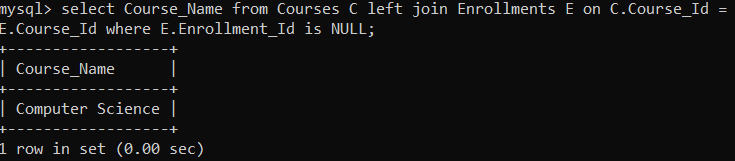 mysql> select Course_Name from Courses C left join Enrollments E on C.Course_Id =
E.Course_Id where E.Enrollment_Id is NULL;
+------------------+
| Course_Name      |
+------------------+
| Computer Science |
+------------------+
1 row in set (0.00 sec)